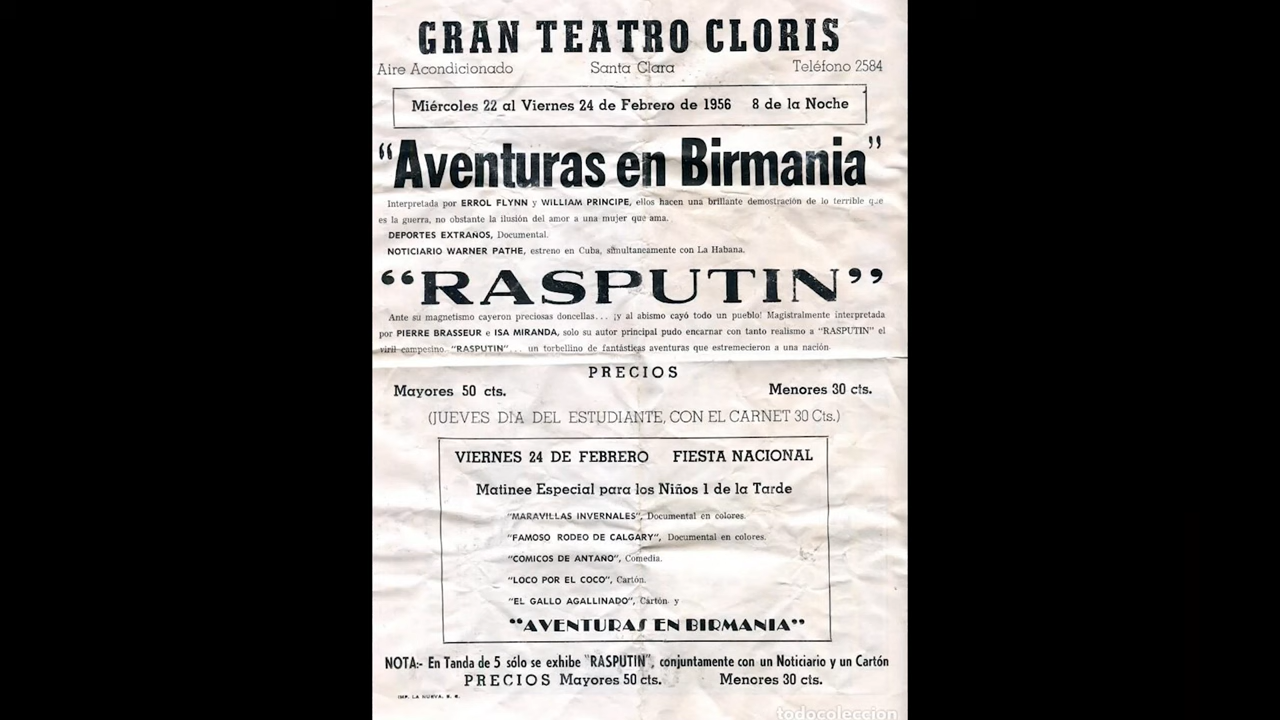 GRAN TEATRO CLORIS
Aire Acondicionado Santa Clara Teléfono 2584
Miércoles 22 al Viernes 24 de Febrero de 1956 8 de la Noche
"Aventuras en Birmania"
Interpretada por ERROL FLYNN y WILLIAM PRINCIPE, ellos hacen una brillante demostración de lo terrible que
es la guerra, no obstante la ilusión del amor a una mujer que ama.
DEPORTES EXTRAÑOS, Documental.
NOTICIARIO WARNER PATHE, estreno en Cuba, simultaneamente con La Habana.
"RASPUTIN"
Ante su magnetismo cayeron preciosas doncellas... ¡y al abismo cayó todo un pueblo! Magistralmente interpretada
por PIERRE BRASSEUR e ISA MIRANDA, solo su autor principal pudo encarnar con tanto realismo a "RASPUTIN" el
viril campesino "RASPUTIN"... un torbellino de fantásticas aventuras que estremecieron a una nación.
PRECIOS
Mayores 50 cts. Menores 30 cts.
(JUEVES DIA DEL ESTUDIANTE, CON EL CARNET 30 Cts.)
VIERNES 24 DE FEBRERO FIESTA NACIONAL
Matinee Especial para los Niños 1 de la Tarde
"MARAVILLAS INVERNALES", Documental en colores.
"FAMOSO RODEO DE CALGARY", Documental en colores.
"COMICOS DE ANTAÑO", Comedia.
"LOCO POR EL COCO", Cartón.
"EL GALLO AGALLINADO", Cartón y
"AVENTURAS EN BIRMANIA"
NOTA:- En Tanda de 5 sólo se exhibe "RASPUTIN", conjuntamente con un Noticiario y un Cartón
PRECIOS Mayores 50 cts. Menores 30 cts.
IMP. LA NUEVA, S. C.
todocoleccion